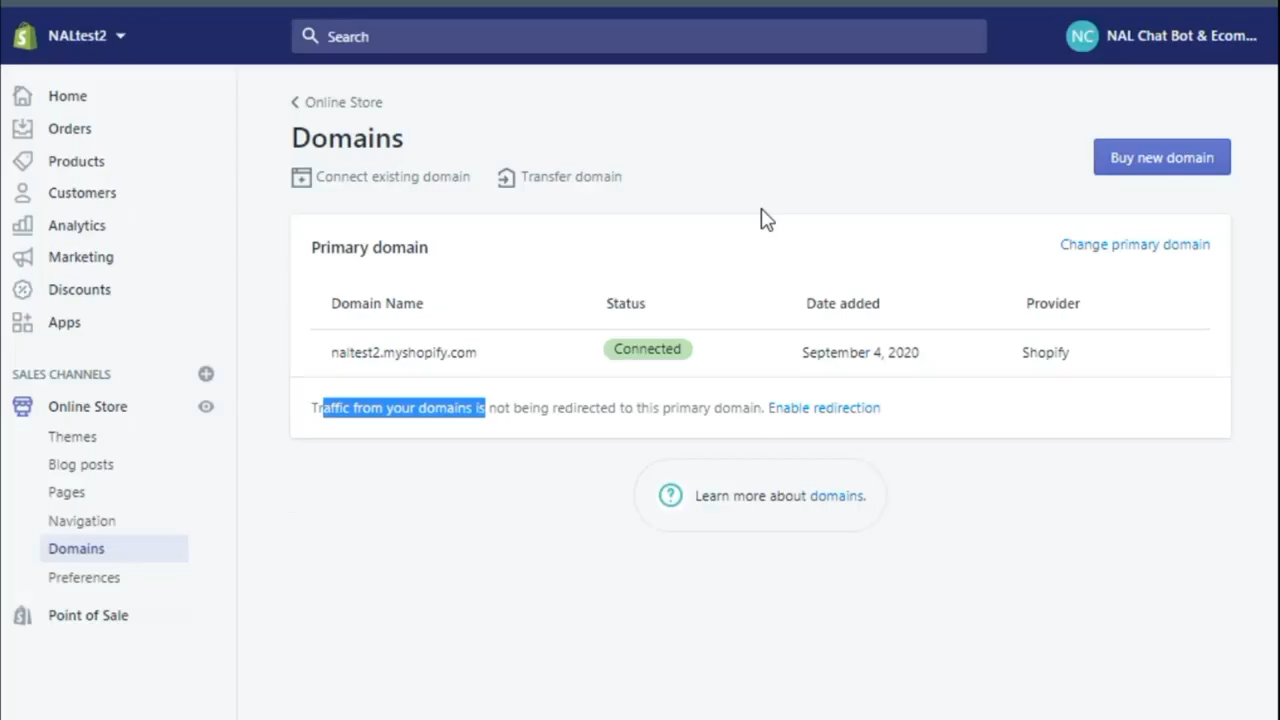 NALtest2
Search
NC NAL Chat Bot & Ecom...
Home
Orders
Products
Customers
Analytics
Marketing
Discounts
Apps
SALES CHANNELS
Online Store
Themes
Blog posts
Pages
Navigation
Domains
Preferences
Point of Sale
Online Store
Domains
Connect existing domain Transfer domain
Buy new domain
Primary domain
Change primary domain
Domain Name Status Date added Provider
naltest2.myshopify.com Connected September 4, 2020 Shopify
Traffic from your domains is not being redirected to this primary domain. Enable redirection
Learn more about domains.